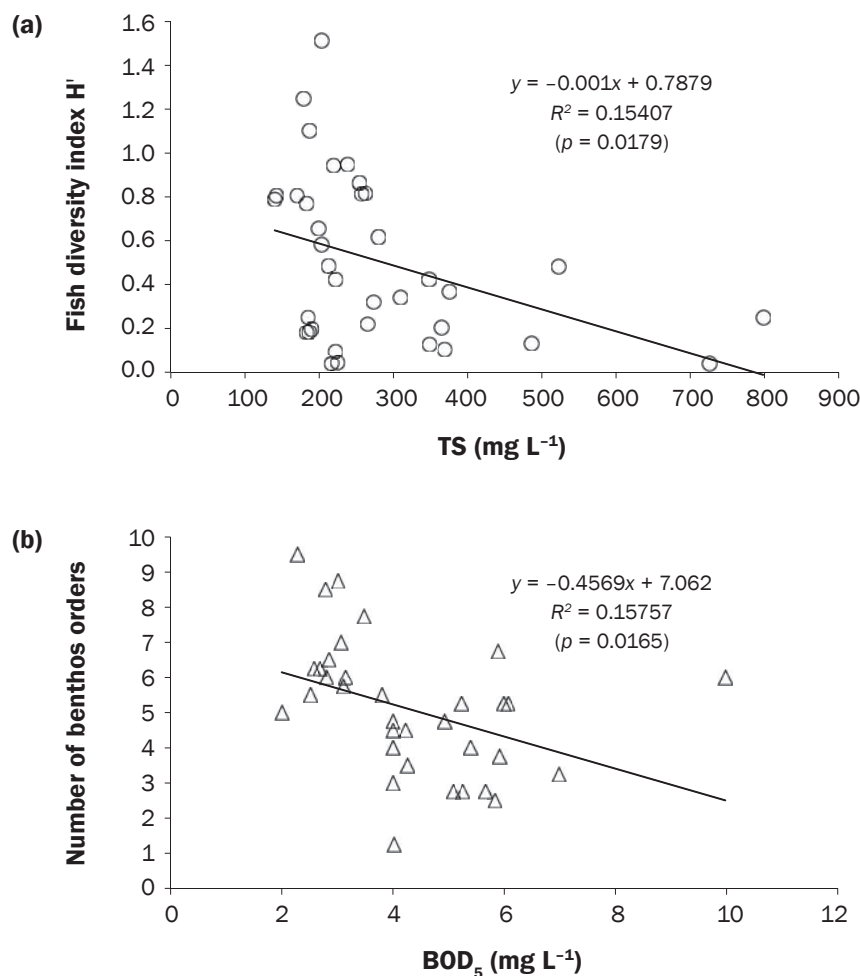 (a)
Fish diversity index H'
1.6
1.4
1.2
1.0
0.8
0.6
0.4
0.2
0.0
y = –0.001x + 0.7879
R² = 0.15407
(p = 0.0179)
0 100 200 300 400 500 600 700 800 900
TS (mg L⁻¹)
(b)
Number of benthos orders
10
9
8
7
6
5
4
3
2
1
0
y = –0.4569x + 7.062
R² = 0.15757
(p = 0.0165)
0 2 4 6 8 10 12
BOD₅ (mg L⁻¹)